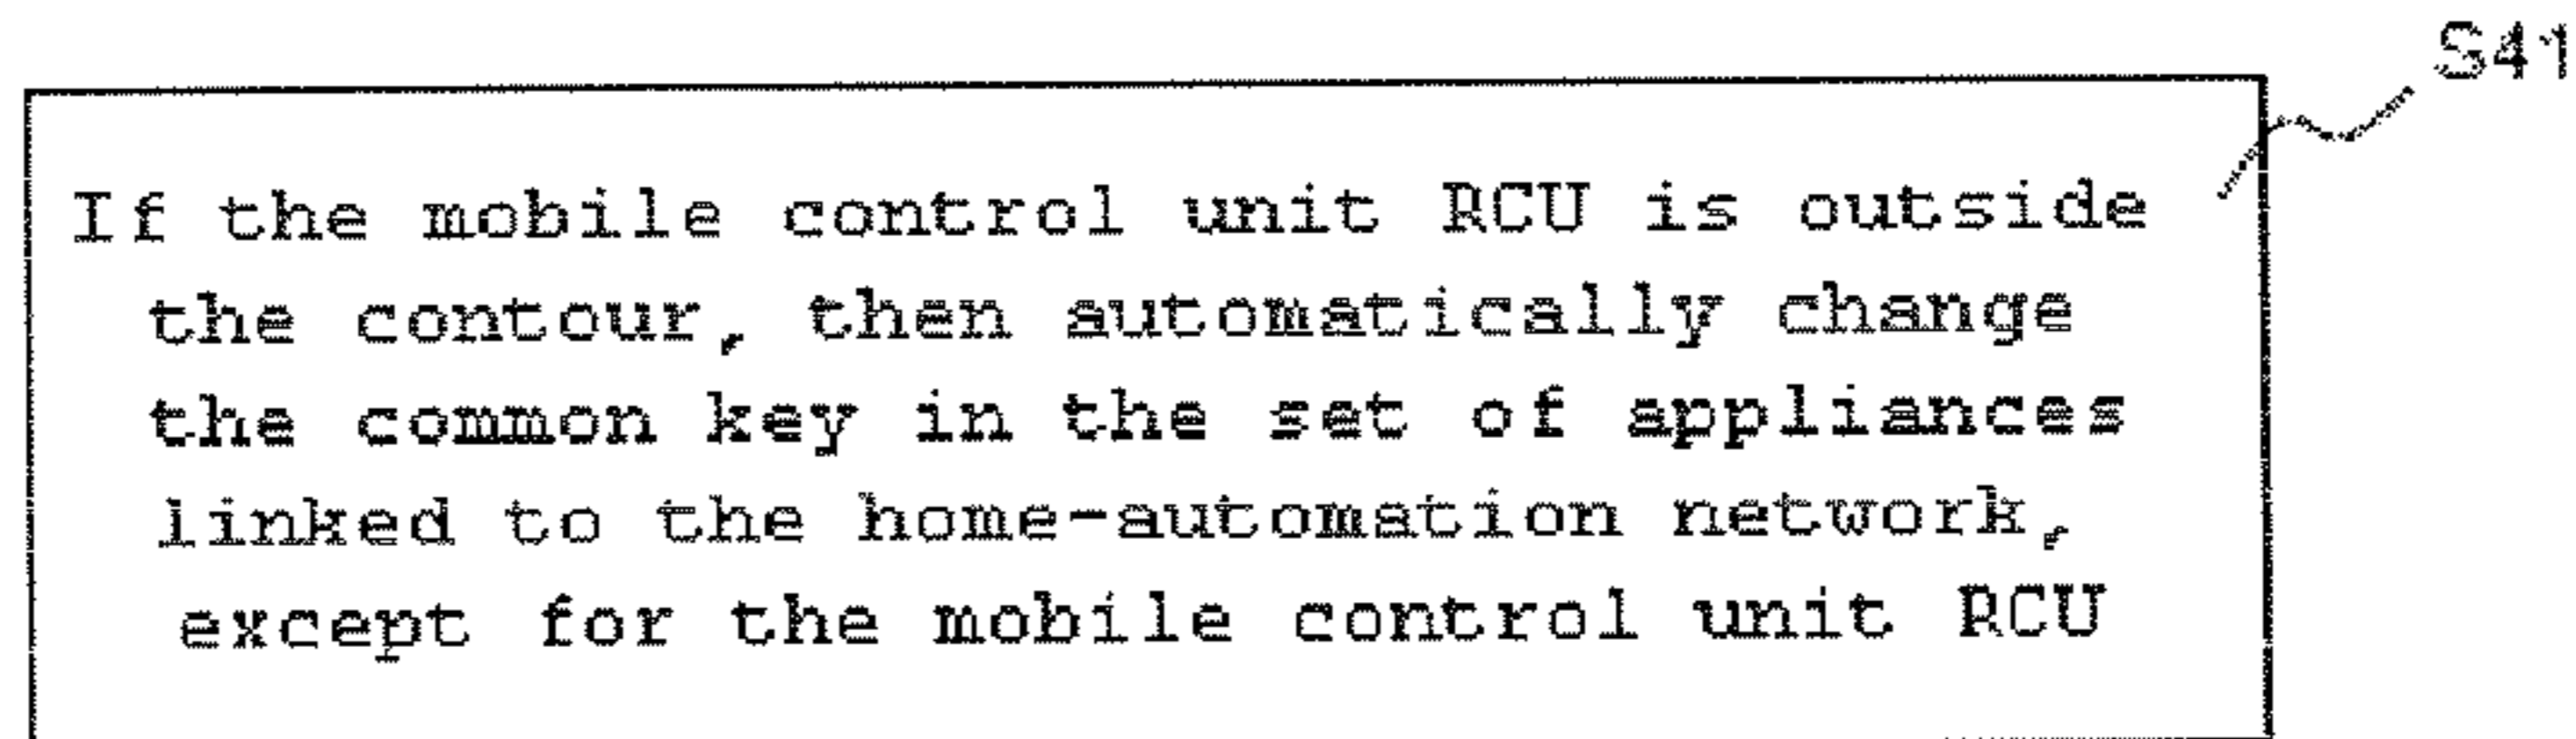 S41
If the mobile control unit RCU is outside
the contour, then automatically change
the common key in the set of appliances
linked to the home-automation network,
except for the mobile control unit RCU